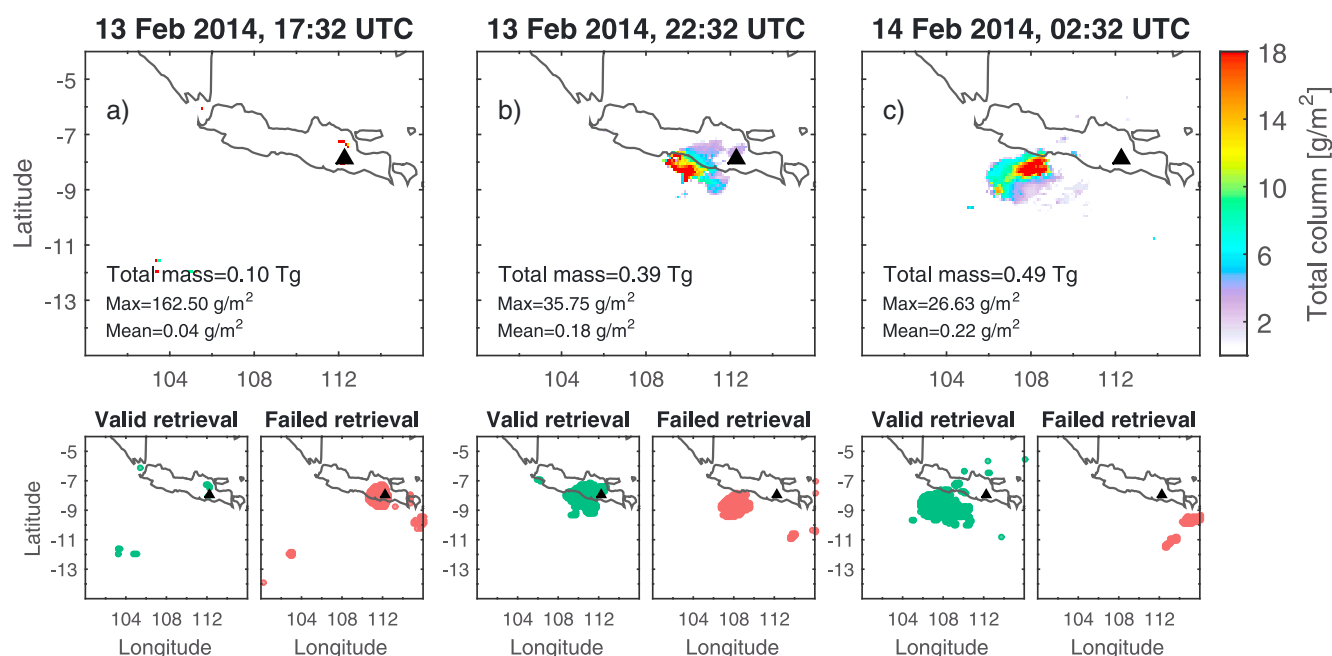 13 Feb 2014, 17:32 UTC
13 Feb 2014, 22:32 UTC
14 Feb 2014, 02:32 UTC
a)
b)
c)
Latitude
-5
-7
-9
-11
-13
Total mass=0.10 Tg
Max=162.50 g/m²
Mean=0.04 g/m²
Total mass=0.39 Tg
Max=35.75 g/m²
Mean=0.18 g/m²
Total mass=0.49 Tg
Max=26.63 g/m²
Mean=0.22 g/m²
104 108 112
104 108 112
104 108 112
18
14
10
6
2
Total column [g/m²]
Valid retrieval
Failed retrieval
Valid retrieval
Failed retrieval
Valid retrieval
Failed retrieval
Latitude
-5
-7
-9
-11
-13
-5
-7
-9
-11
-13
-5
-7
-9
-11
-13
104 108 112
104 108 112
104 108 112
104 108 112
104 108 112
104 108 112
Longitude
Longitude
Longitude
Longitude
Longitude
Longitude